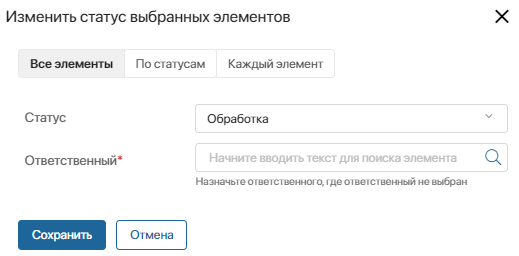 Изменить статус выбранных элементов
Все элементы По статусам Каждый элемент
Статус Обработка
Ответственный* Начните вводить текст для поиска элемента
Назначьте ответственного, где ответственный не выбран
Сохранить Отмена